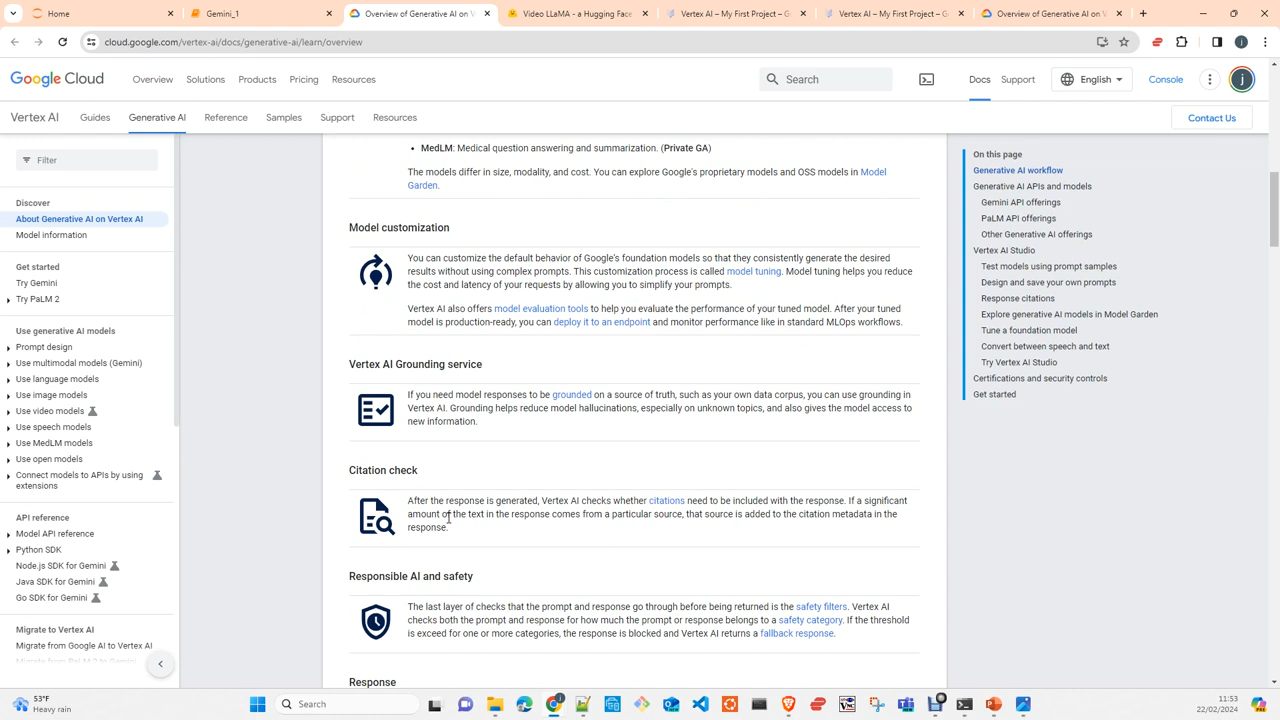 Home
Gemini_1
Overview of Generative AI on V
Video LLaMA - a Hugging Face
Vertex AI – My First Project – G
Vertex AI – My First Project – G
Overview of Generative AI on V
cloud.google.com/vertex-ai/docs/generative-ai/learn/overview
Google Cloud
Overview
Solutions
Products
Pricing
Resources
Search
Docs
Support
English
Console
j
Vertex AI
Guides
Generative AI
Reference
Samples
Support
Resources
Contact Us
Filter
Discover
About Generative AI on Vertex AI
Model information
Get started
Try Gemini
Try PaLM 2
Use generative AI models
Prompt design
Use multimodal models (Gemini)
Use language models
Use image models
Use video models
Use speech models
Use MedLM models
Use open models
Connect models to APIs by using
extensions
API reference
Model API reference
Python SDK
Node.js SDK for Gemini
Java SDK for Gemini
Go SDK for Gemini
Migrate to Vertex AI
Migrate from Google AI to Vertex AI
Migrate from PaLM 2 to Gemini
• MedLM: Medical question answering and summarization. (Private GA)
The models differ in size, modality, and cost. You can explore Google's proprietary models and OSS models in Model
Garden.
Model customization
You can customize the default behavior of Google's foundation models so that they consistently generate the desired
results without using complex prompts. This customization process is called model tuning. Model tuning helps you reduce
the cost and latency of your requests by allowing you to simplify your prompts.
Vertex AI also offers model evaluation tools to help you evaluate the performance of your tuned model. After your tuned
model is production-ready, you can deploy it to an endpoint and monitor performance like in standard MLOps workflows.
Vertex AI Grounding service
If you need model responses to be grounded on a source of truth, such as your own data corpus, you can use grounding in
Vertex AI. Grounding helps reduce model hallucinations, especially on unknown topics, and also gives the model access to
new information.
Citation check
After the response is generated, Vertex AI checks whether citations need to be included with the response. If a significant
amount of the text in the response comes from a particular source, that source is added to the citation metadata in the
response.
Responsible AI and safety
The last layer of checks that the prompt and response go through before being returned is the safety filters. Vertex AI
checks both the prompt and response for how much the prompt or response belongs to a safety category. If the threshold
is exceed for one or more categories, the response is blocked and Vertex AI returns a fallback response.
Response
On this page
Generative AI workflow
Generative AI APIs and models
Gemini API offerings
PaLM API offerings
Other Generative AI offerings
Vertex AI Studio
Test models using prompt samples
Design and save your own prompts
Response citations
Explore generative AI models in Model Garden
Tune a foundation model
Convert between speech and text
Try Vertex AI Studio
Certifications and security controls
Get started
53°F
Heavy rain
Search
11:53
22/02/2024